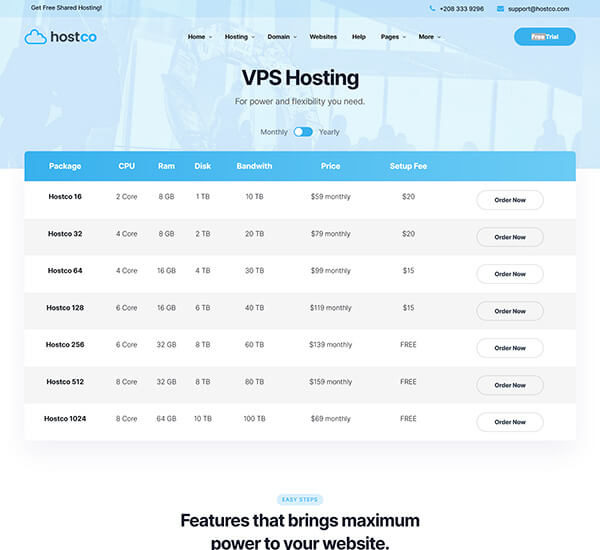 Get Free Shared Hosting!
+208 333 9296
support@hostco.com
hostco
Home
Hosting
Domain
Websites
Help
Pages
More
Free Trial
VPS Hosting
For power and flexibility you need.
Monthly Yearly
Package CPU Ram Disk Bandwith Price Setup Fee
Hostco 16 2 Core 8 GB 1 TB 10 TB $59 monthly $20 Order Now
Hostco 32 4 Core 8 GB 2 TB 20 TB $79 monthly $20 Order Now
Hostco 64 4 Core 16 GB 4 TB 30 TB $99 monthly $15 Order Now
Hostco 128 6 Core 16 GB 6 TB 40 TB $119 monthly $15 Order Now
Hostco 256 6 Core 32 GB 8 TB 60 TB $139 monthly FREE Order Now
Hostco 512 8 Core 32 GB 8 TB 80 TB $159 monthly FREE Order Now
Hostco 1024 8 Core 64 GB 10 TB 100 TB $69 monthly FREE Order Now
EASY STEPS
Features that brings maximum
power to your website.